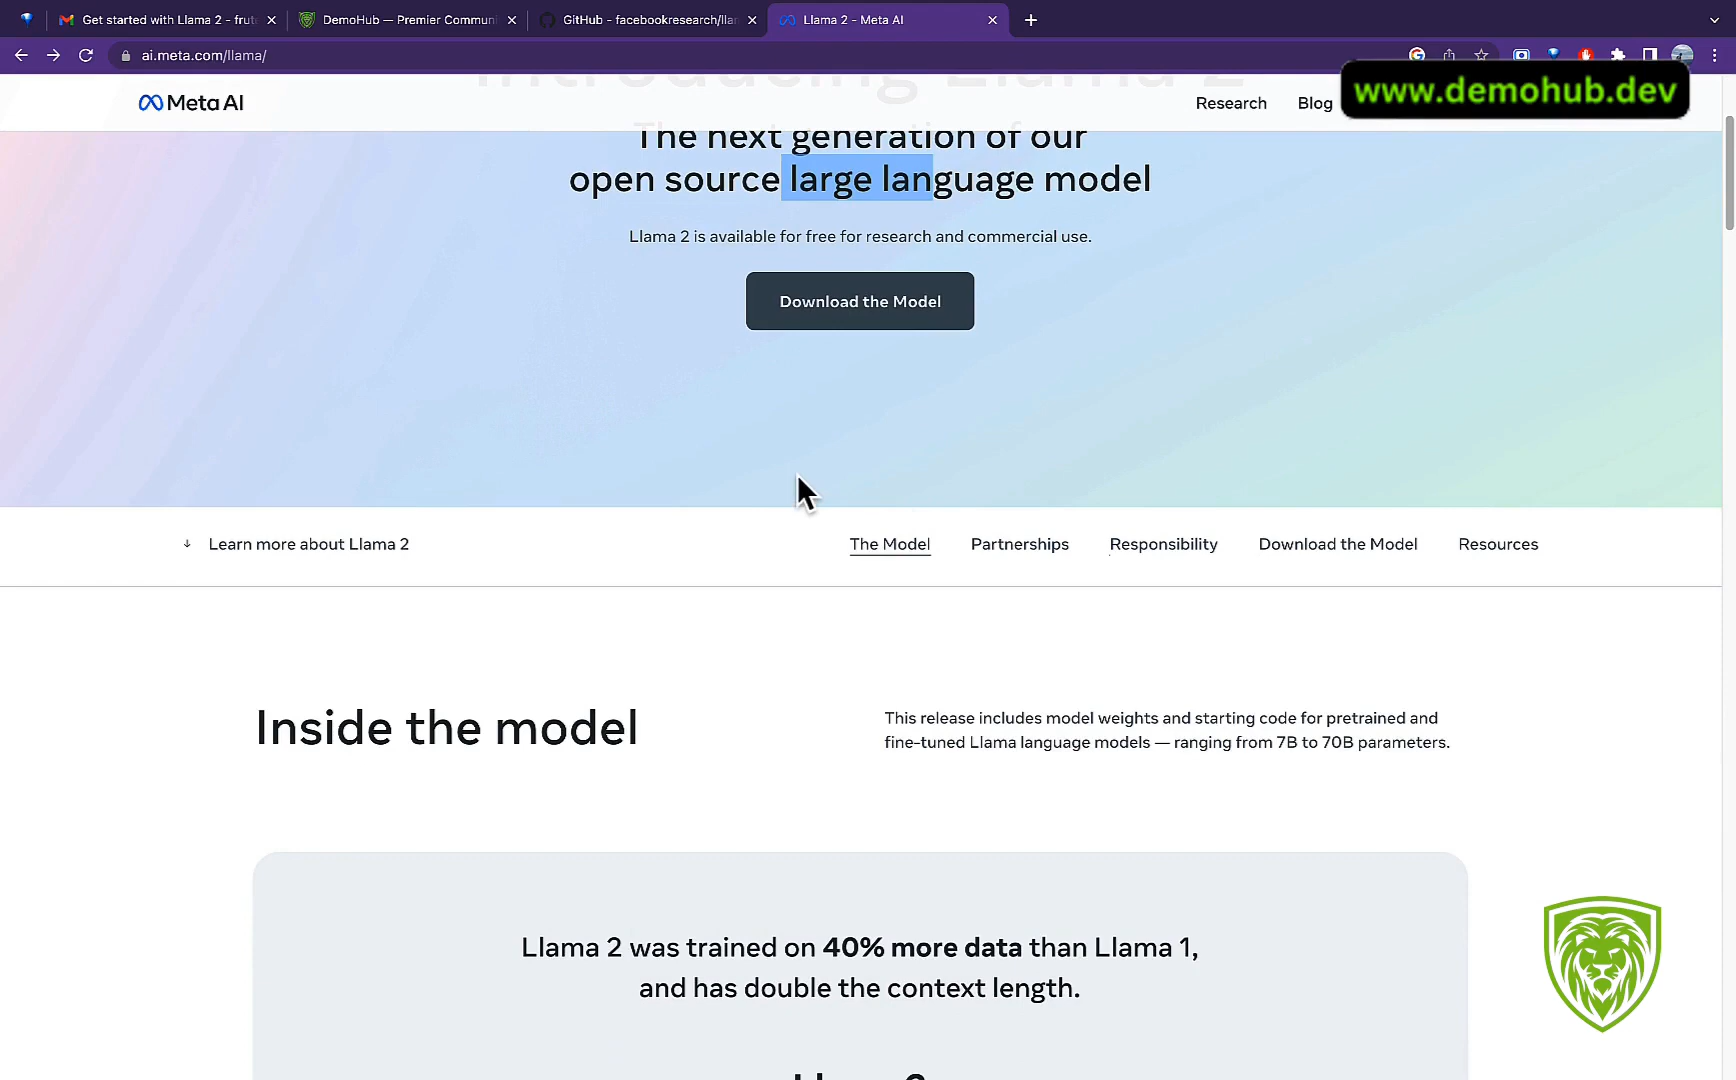 Get started with Llama 2 - frut
DemoHub — Premier Communi
GitHub - facebookresearch/llam
Llama 2 - Meta AI
ai.meta.com/llama/
Introducing Llama 2
Meta AI
Research
Blog
www.demohub.dev
The next generation of our
open source large language model
Llama 2 is available for free for research and commercial use.
Download the Model
Learn more about Llama 2
The Model
Partnerships
Responsibility
Download the Model
Resources
Inside the model
This release includes model weights and starting code for pretrained and
fine-tuned Llama language models — ranging from 7B to 70B parameters.
Llama 2 was trained on 40% more data than Llama 1,
and has double the context length.